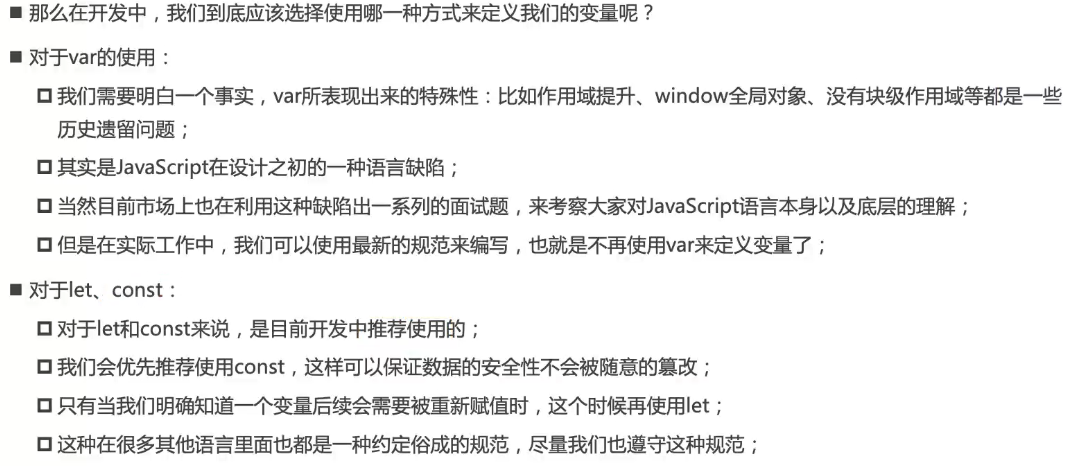 ■ 那么在开发中，我们到底应该选择使用哪一种方式来定义我们的变量呢？
■ 对于var的使用：
我们需要明白一个事实，var所表现出来的特殊性：比如作用域提升、window全局对象、没有块级作用域等都是一些
历史遗留问题；
其实是JavaScript在设计之初的一种语言缺陷；
当然目前市场上也在利用这种缺陷出一系列的面试题，来考察大家对JavaScript语言本身以及底层的理解；
但是在实际工作中，我们可以使用最新的规范来编写，也就是不再使用var来定义变量了；
■ 对于let、const：
对于let和const来说，是目前开发中推荐使用的；
我们会优先推荐使用const，这样可以保证数据的安全性不会被随意的篡改；
只有当我们明确知道一个变量后续会需要被重新赋值时，这个时候再使用let；
这种在很多其他语言里面也都是一种约定俗成的规范，尽量我们也遵守这种规范；